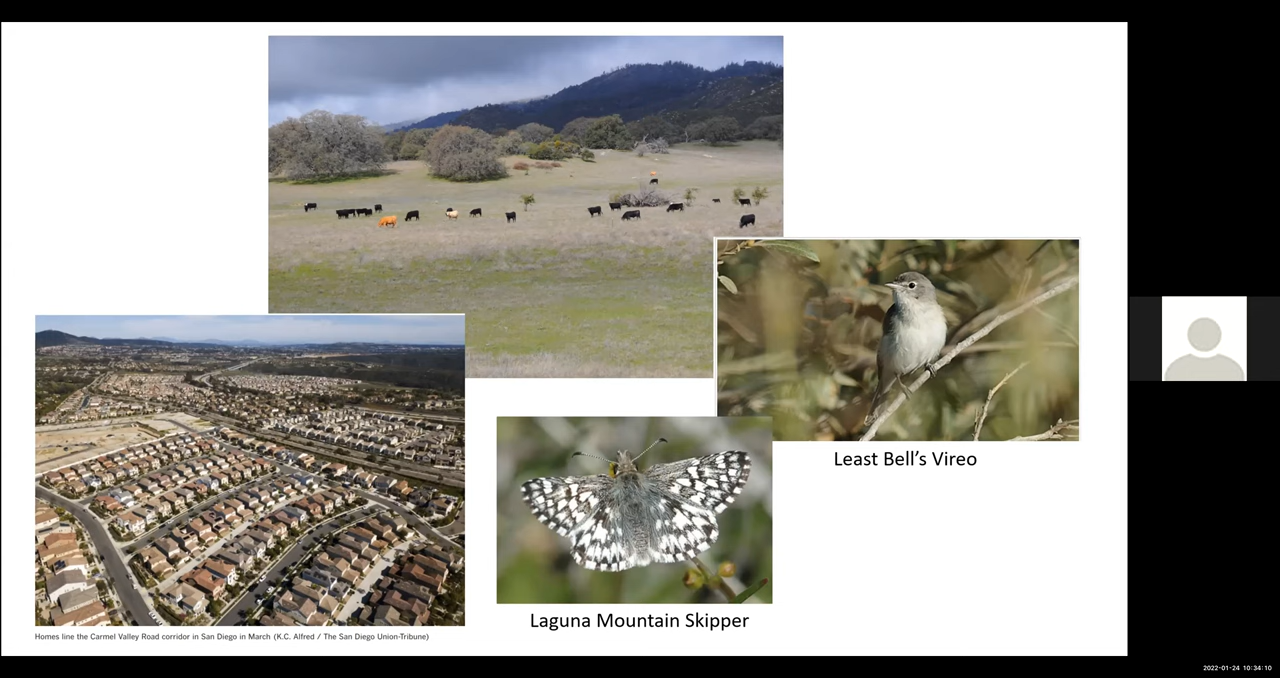 Least Bell’s Vireo
Laguna Mountain Skipper
Homes line the Carmel Valley Road corridor in San Diego in March (K.C. Alfred / The San Diego Union-Tribune)
2022-01-24 10:34:10